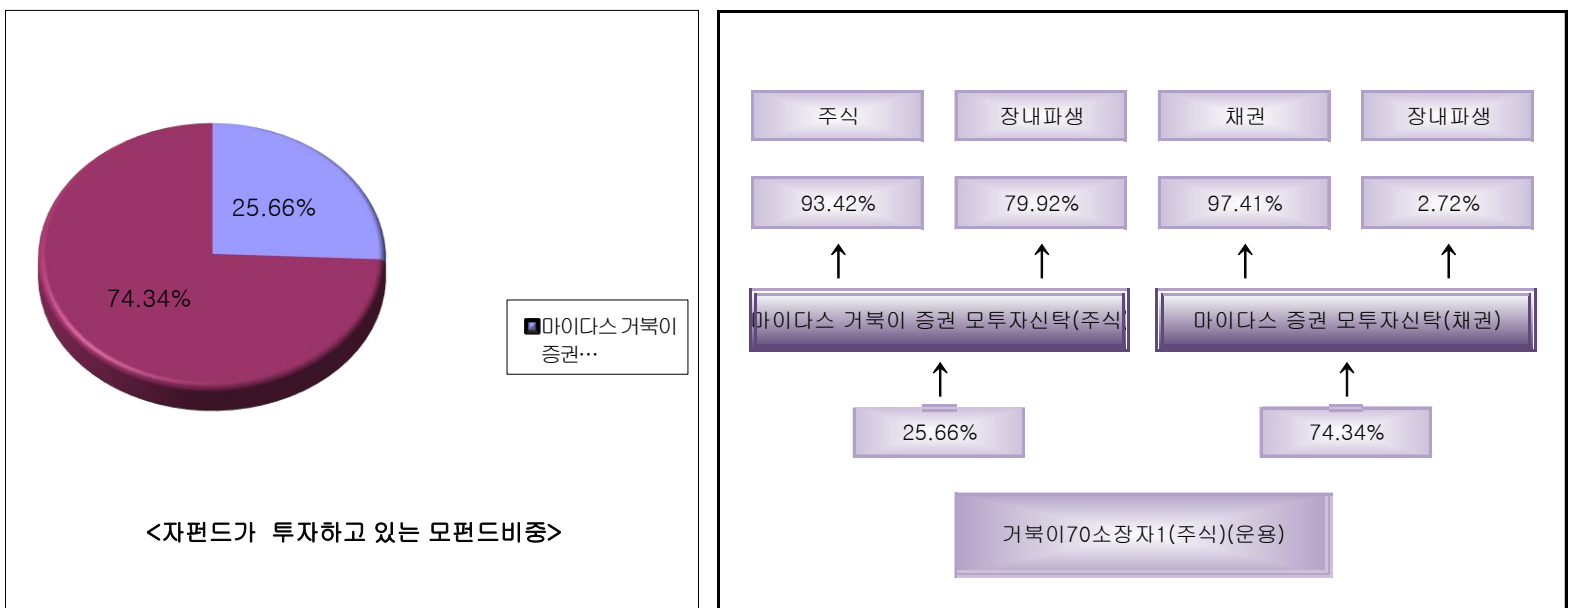 25.66%
74.34%
마이다스 거북이
증권…
<자펀드가 투자하고 있는 모펀드비중>
주식 장내파생 채권 장내파생
93.42% 79.92% 97.41% 2.72%
마이다스 거북이 증권 모투자신탁(주식) 마이다스 증권 모투자신탁(채권)
25.66% 74.34%
거북이70소장자1(주식)(운용)